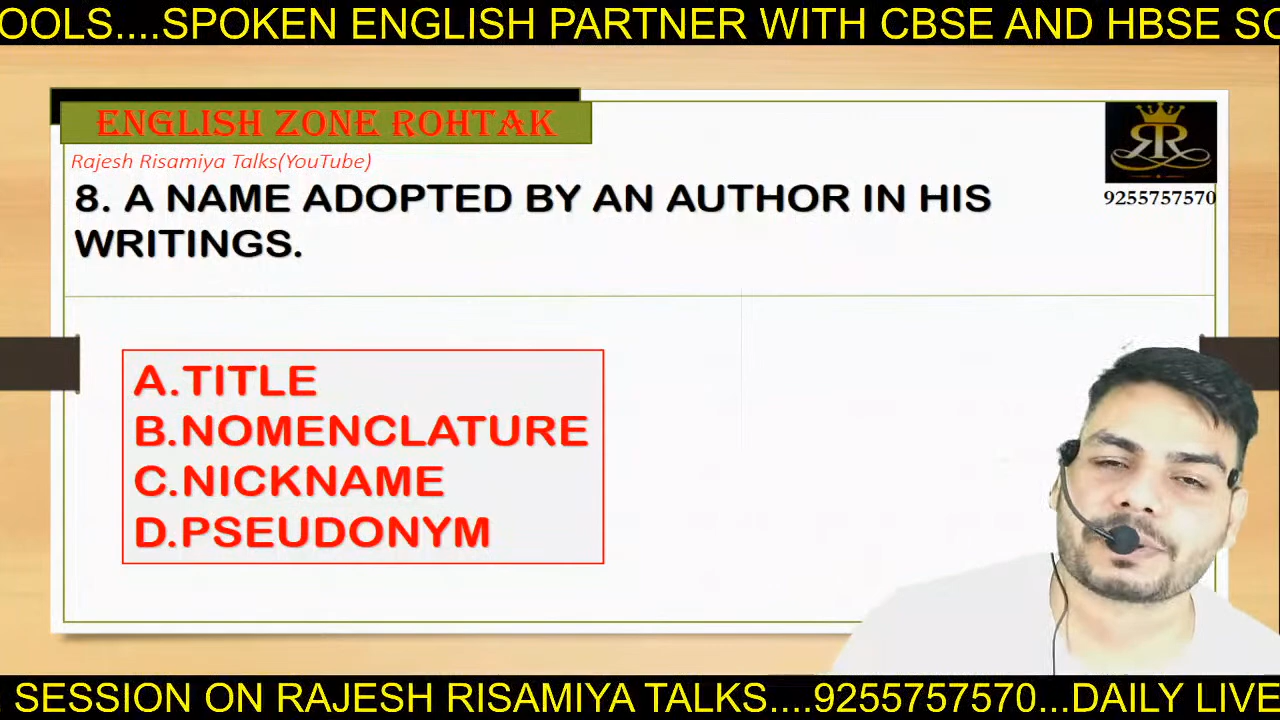 OOLS....SPOKEN ENGLISH PARTNER WITH CBSE AND HBSE SC
ENGLISH ZONE ROHTAK
Rajesh Risamiya Talks(YouTube)
RR
9255757570
8. A NAME ADOPTED BY AN AUTHOR IN HIS
WRITINGS.
A.TITLE
B.NOMENCLATURE
C.NICKNAME
D.PSEUDONYM
SESSION ON RAJESH RISAMIYA TALKS....9255757570...DAILY LIVE